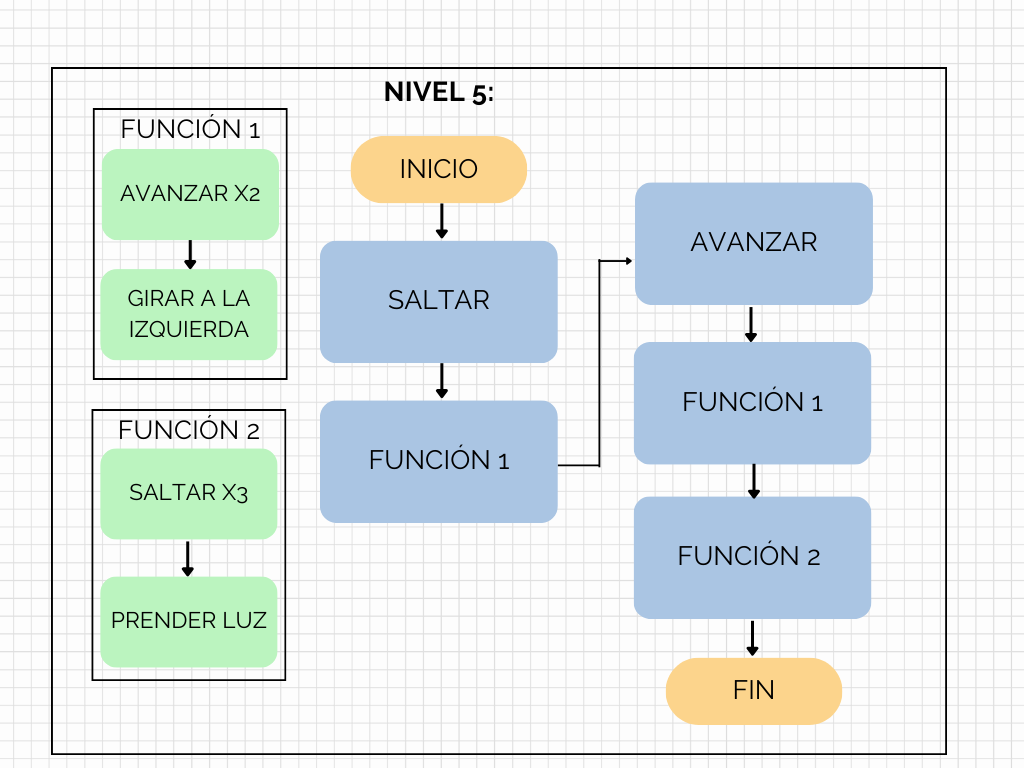 NIVEL 5:
FUNCIÓN 1
AVANZAR X2
GIRAR A LA
IZQUIERDA
FUNCIÓN 2
SALTAR X3
PRENDER LUZ
INICIO
SALTAR
FUNCIÓN 1
AVANZAR
FUNCIÓN 1
FUNCIÓN 2
FIN